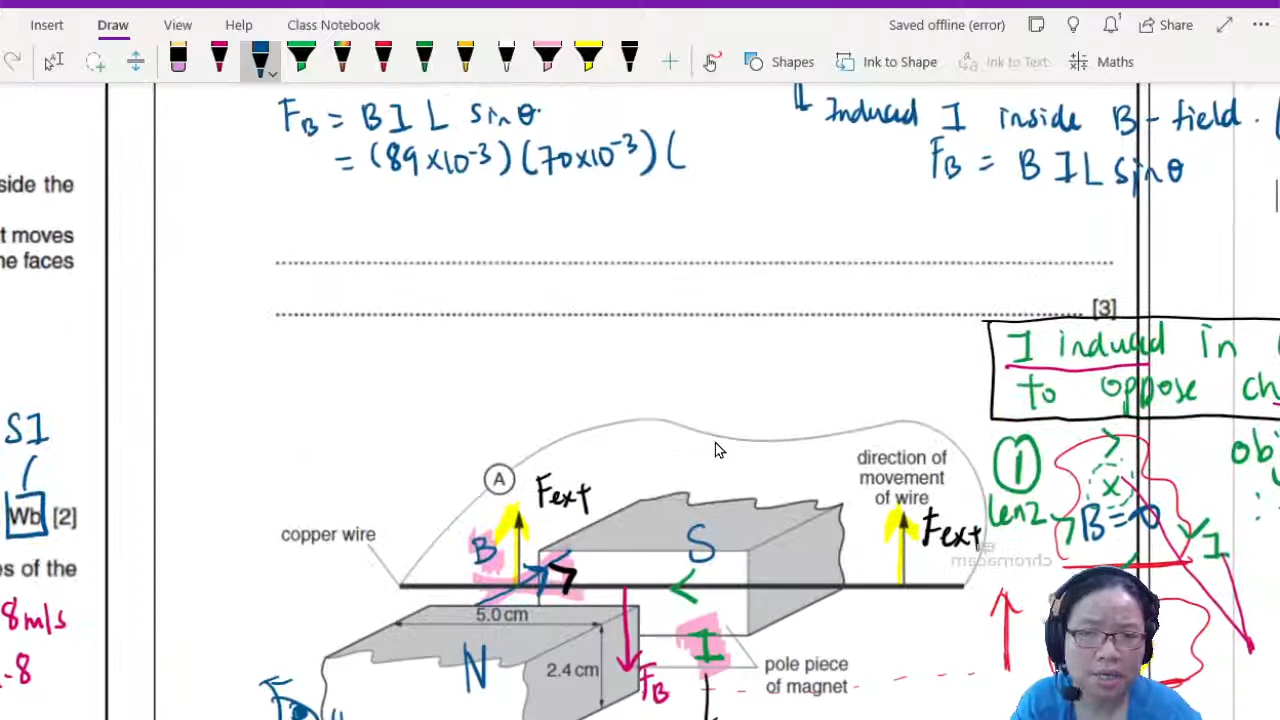 Insert Draw View Help Class Notebook Saved offline (error) Share
Shapes Ink to Shape Ink to Text Maths
F_B = B I L sin θ.
= (89×10⁻³) (70×10⁻³) (
Induced I inside B-field. (
F_B = B I L sin θ
side the
t moves
he faces
[3]
I induced in
to oppose ch
SI
Wb [2]
es of the
8 m/s
-8
A
Fext
direction of
movement
of wire
Fext
copper wire
B
S
5.0 cm
I
N
2.4 cm
F_B
pole piece
of magnet
1
Lenz
x
B =
I
obj
chromacam